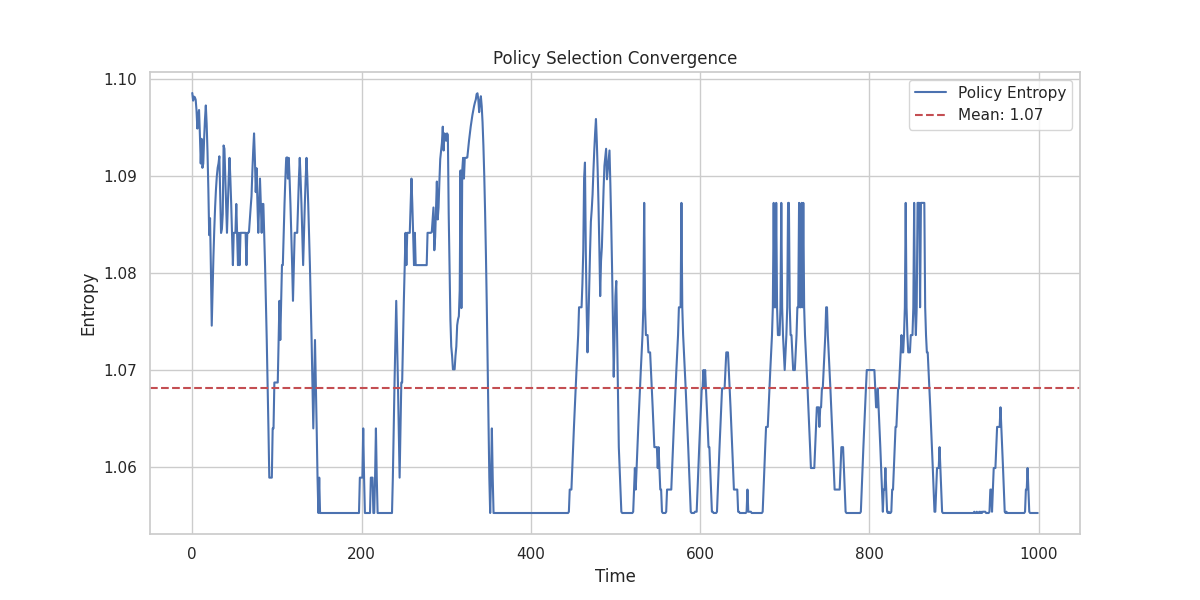 Policy Selection Convergence
1.10
1.09
1.08
1.07
1.06
Entropy
Policy Entropy
Mean: 1.07
0
200
400
600
800
1000
Time